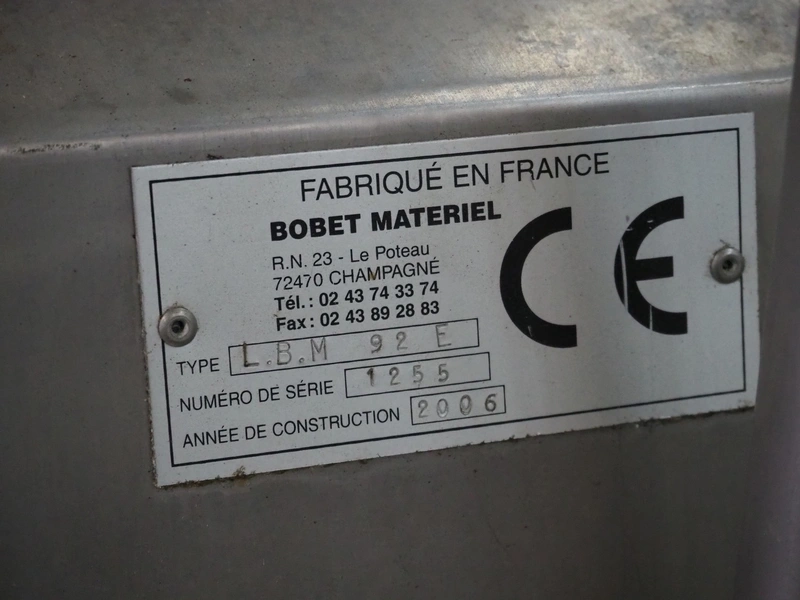 FABRIQUÉ EN FRANCE
BOBET MATERIEL
R.N. 23 - Le Poteau
72470 CHAMPAGNÉ
Tél. : 02 43 74 33 74
Fax : 02 43 89 28 83
CE
TYPE L.B.M 92 E
NUMÉRO DE SÉRIE 1255
ANNÉE DE CONSTRUCTION 2006